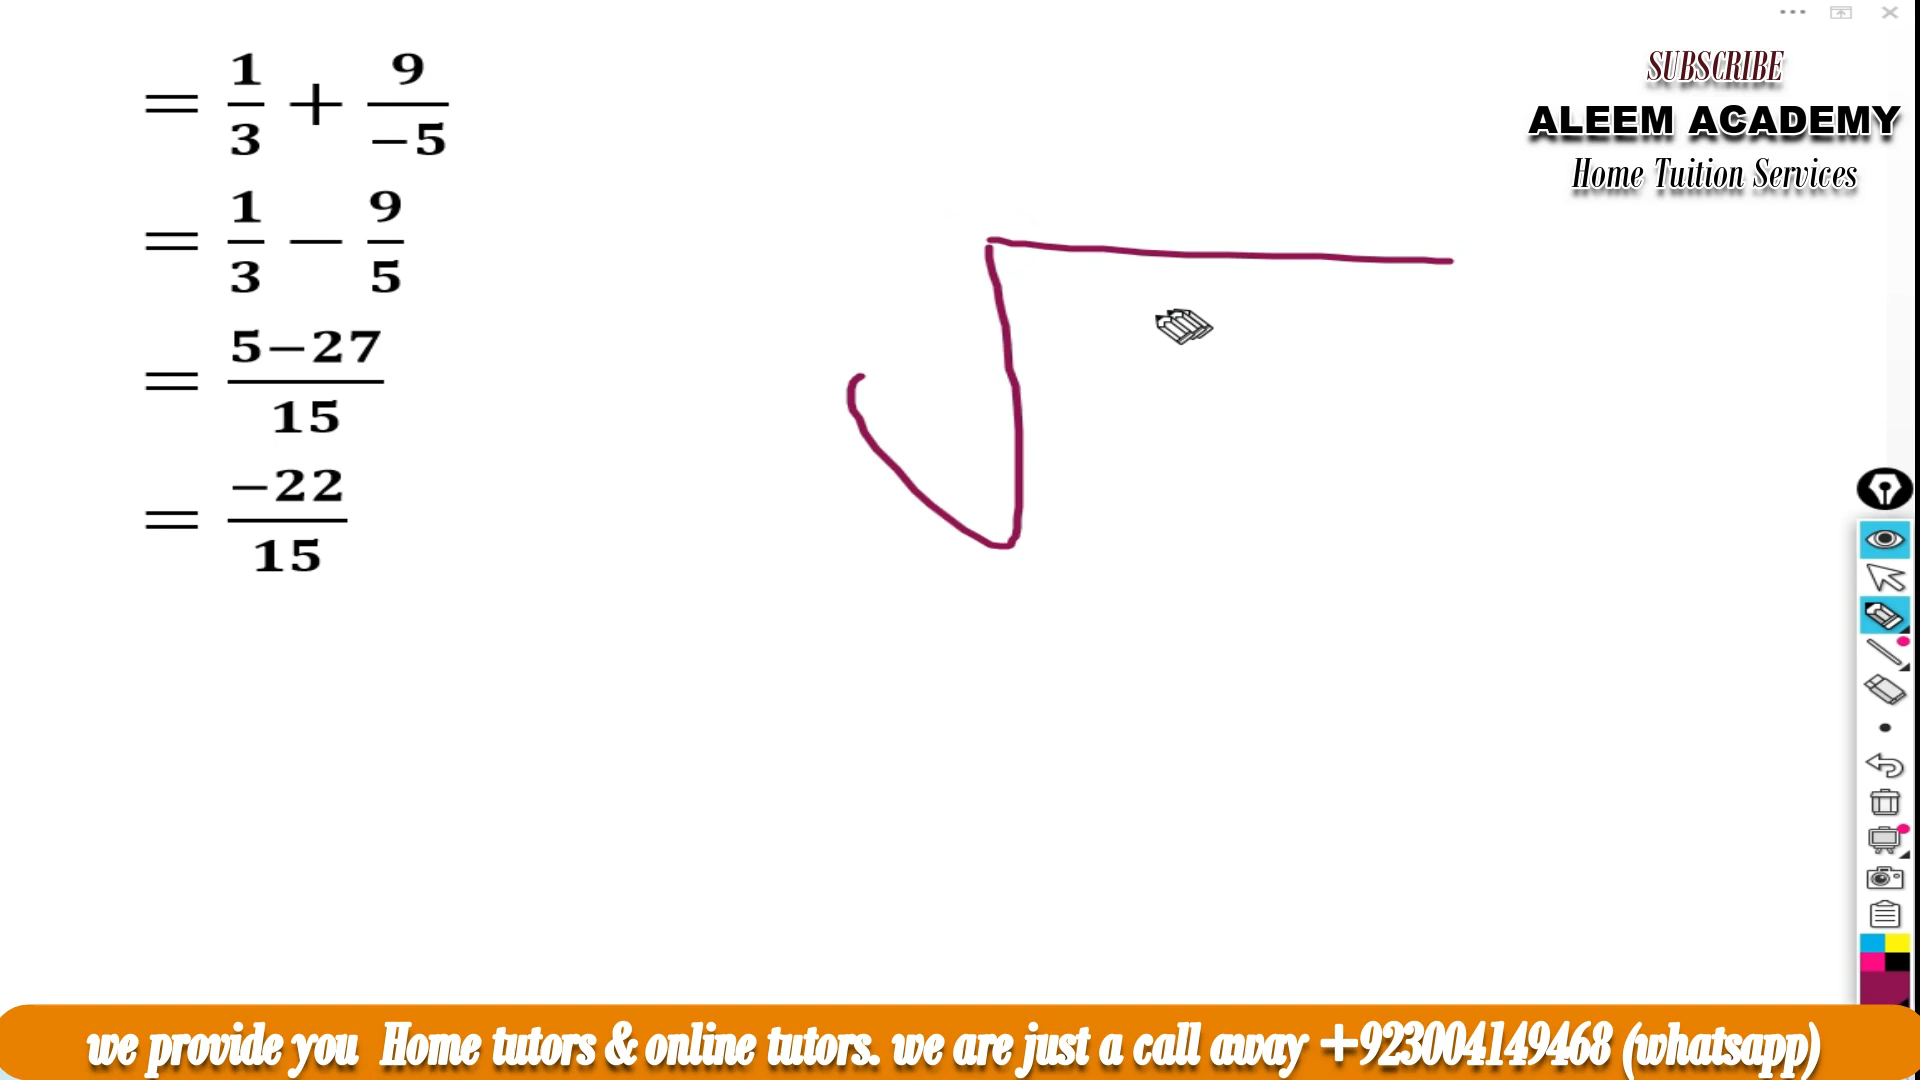 = 1/3 + 9/−5
= 1/3 − 9/5
= 5−27/15
= −22/15
SUBSCRIBE
ALEEM ACADEMY
Home Tuition Services
we provide you Home tutors & online tutors. we are just a call away +923004149468 (whatsapp)